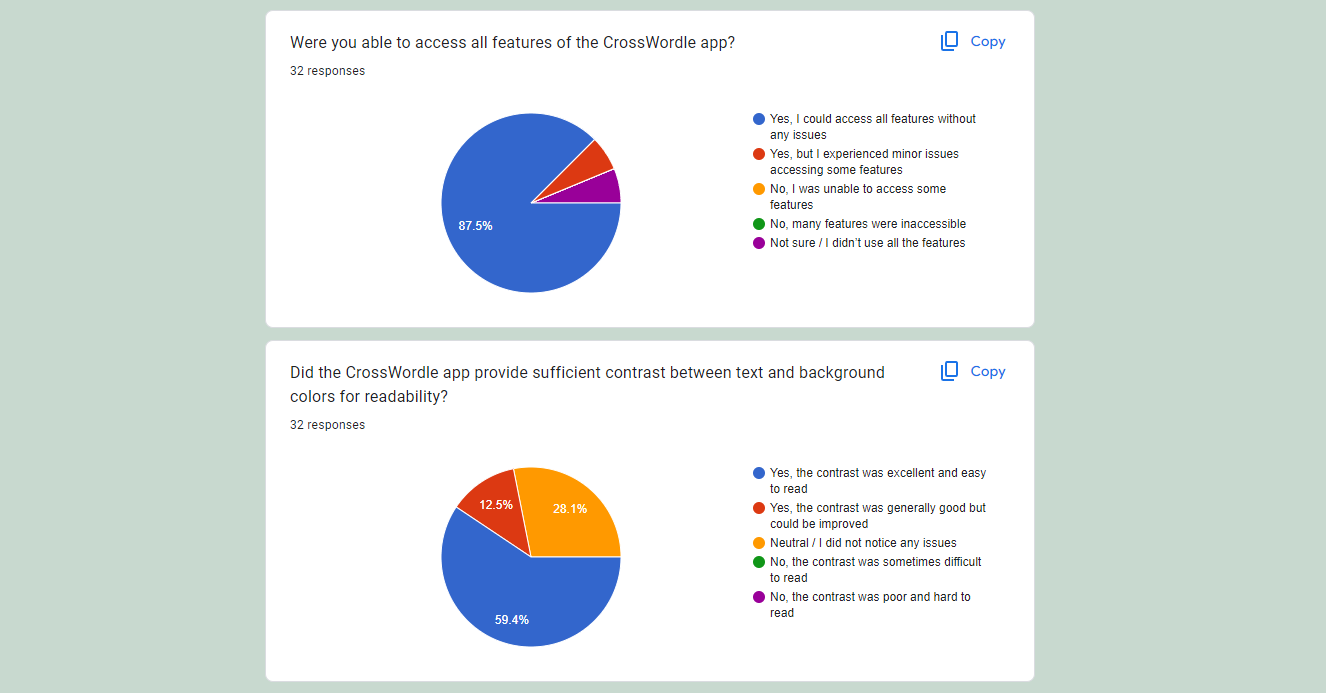 Were you able to access all features of the CrossWordle app?
Copy
32 responses
87.5%
Yes, I could access all features without
any issues
Yes, but I experienced minor issues
accessing some features
No, I was unable to access some
features
No, many features were inaccessible
Not sure / I didn’t use all the features
Did the CrossWordle app provide sufficient contrast between text and background
colors for readability?
Copy
32 responses
12.5%
28.1%
59.4%
Yes, the contrast was excellent and easy
to read
Yes, the contrast was generally good but
could be improved
Neutral / I did not notice any issues
No, the contrast was sometimes difficult
to read
No, the contrast was poor and hard to
read